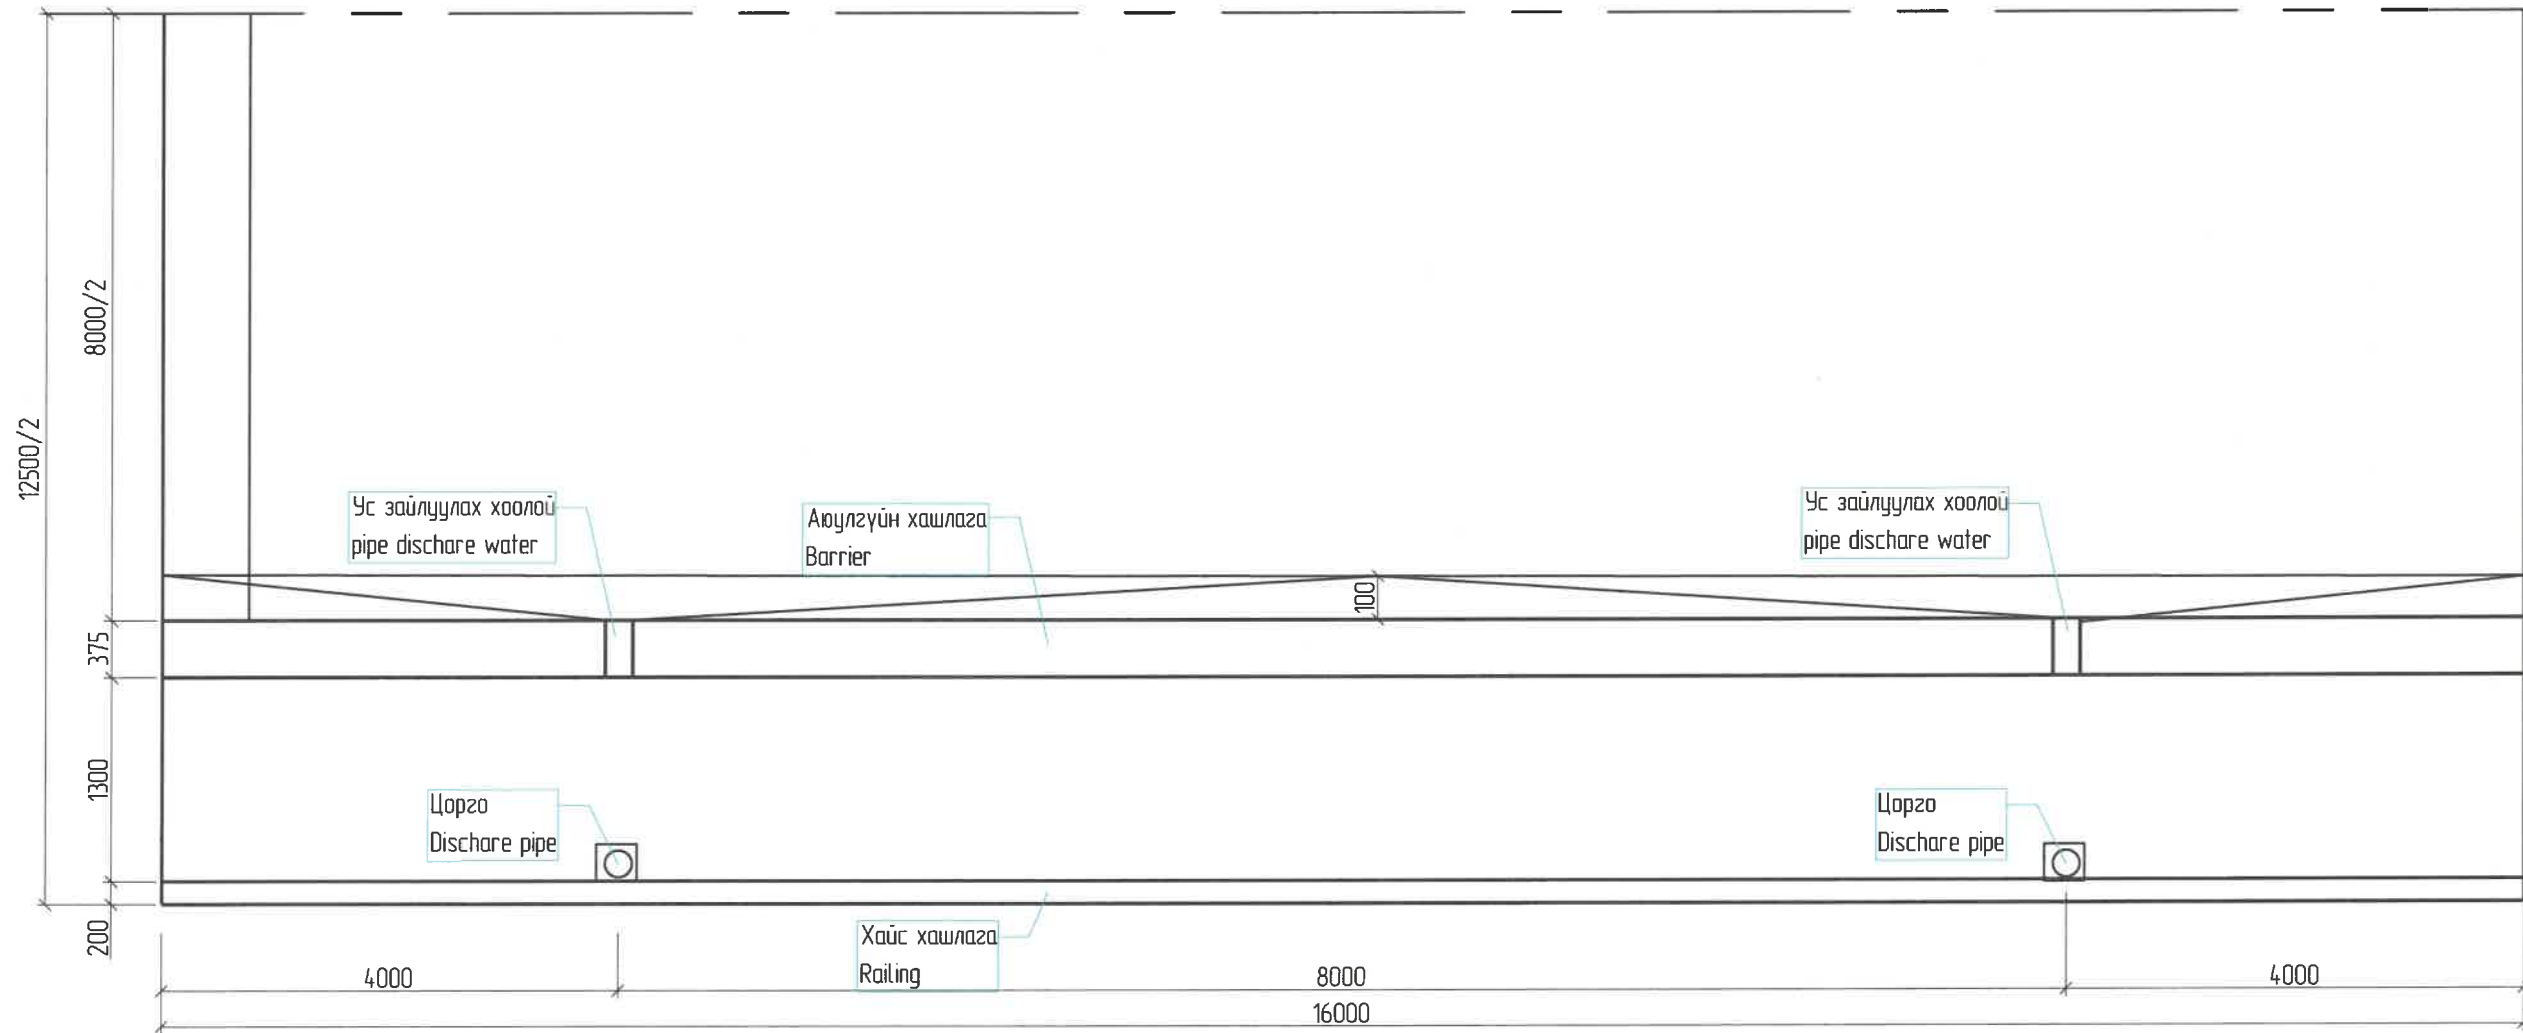 12500/2
8000/2
375
1300
200
Ус зайлуулах хоолой
pipe dischare water
Аюулгүйн хашлага
Barrier
Ус зайлуулах хоолой
pipe dischare water
100
Цорго
Dischare pipe
Цорго
Dischare pipe
Хайс хашлага
Railing
4000
8000
4000
16000